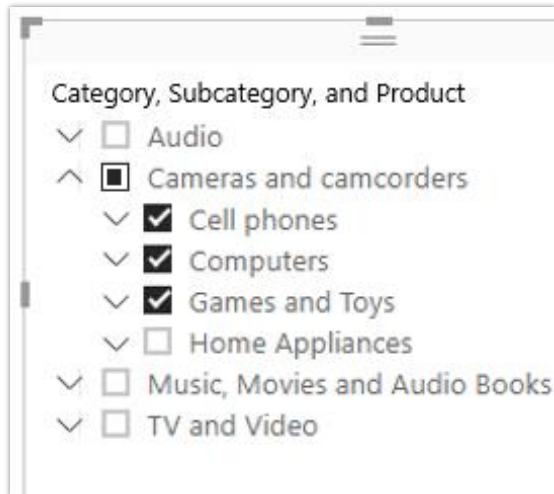 Category, Subcategory, and Product
Audio
Cameras and camcorders
Cell phones
Computers
Games and Toys
Home Appliances
Music, Movies and Audio Books
TV and Video